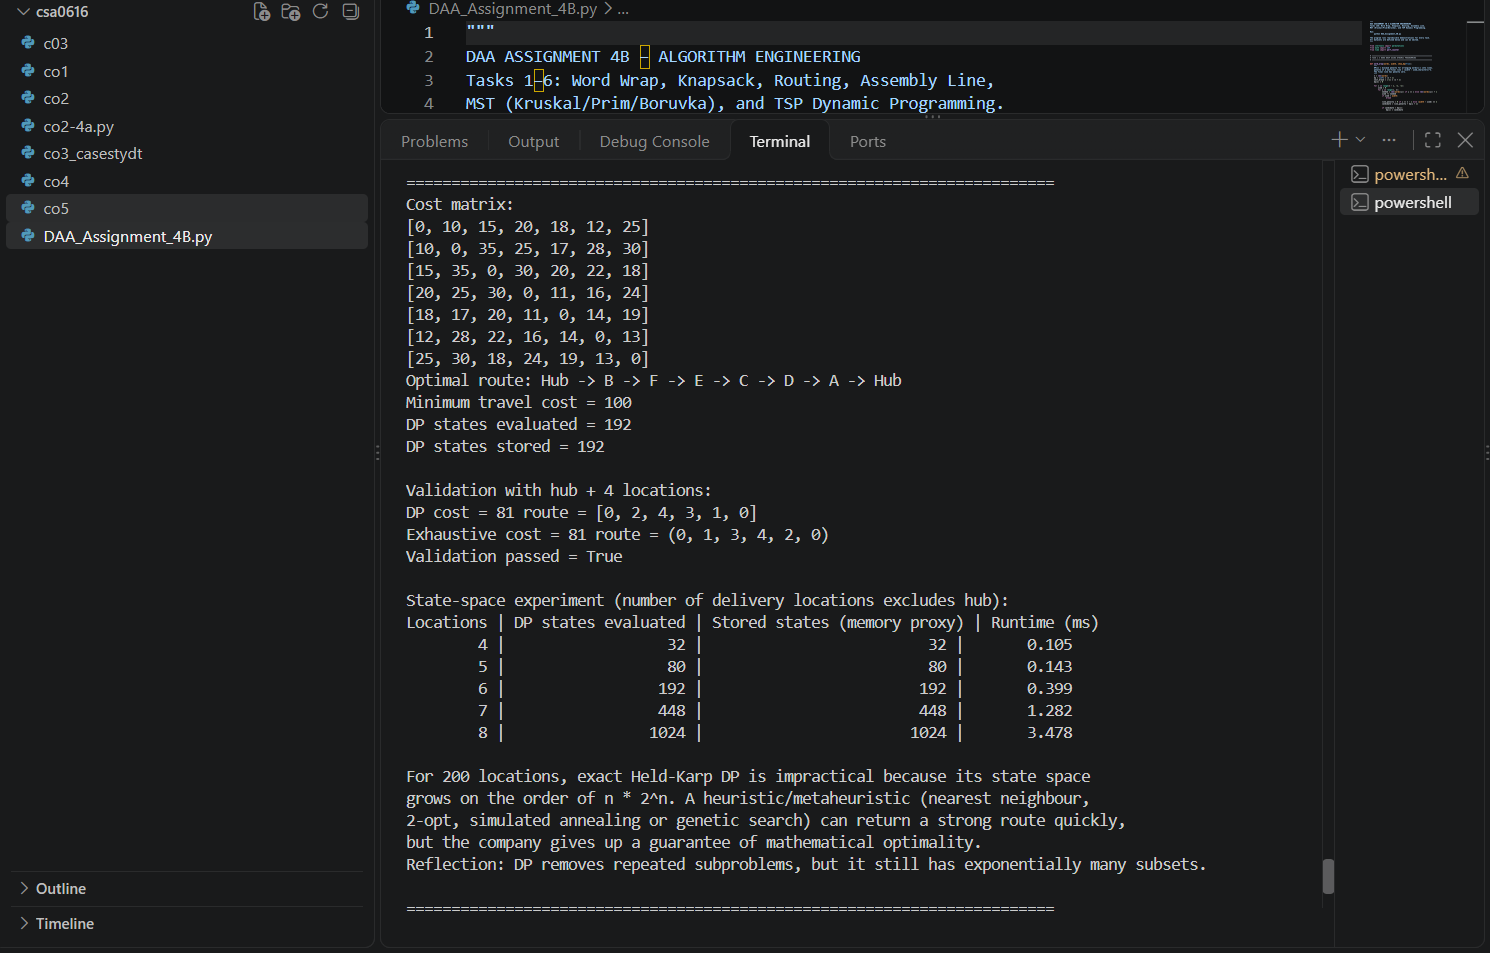 csa0616
c03
co1
co2
co2-4a.py
co3_casestydt
co4
co5
DAA_Assignment_4B.py
Outline
Timeline
DAA_Assignment_4B.py > ...
1 """
2 DAA ASSIGNMENT 4B – ALGORITHM ENGINEERING
3 Tasks 1–6: Word Wrap, Knapsack, Routing, Assembly Line,
4 MST (Kruskal/Prim/Boruvka), and TSP Dynamic Programming.
Problems Output Debug Console Terminal Ports
powersh...
powershell
========================================================================
Cost matrix:
[0, 10, 15, 20, 18, 12, 25]
[10, 0, 35, 25, 17, 28, 30]
[15, 35, 0, 30, 20, 22, 18]
[20, 25, 30, 0, 11, 16, 24]
[18, 17, 20, 11, 0, 14, 19]
[12, 28, 22, 16, 14, 0, 13]
[25, 30, 18, 24, 19, 13, 0]
Optimal route: Hub -> B -> F -> E -> C -> D -> A -> Hub
Minimum travel cost = 100
DP states evaluated = 192
DP states stored = 192
Validation with hub + 4 locations:
DP cost = 81 route = [0, 2, 4, 3, 1, 0]
Exhaustive cost = 81 route = (0, 1, 3, 4, 2, 0)
Validation passed = True
State-space experiment (number of delivery locations excludes hub):
Locations | DP states evaluated | Stored states (memory proxy) | Runtime (ms)
4 | 32 | 32 | 0.105
5 | 80 | 80 | 0.143
6 | 192 | 192 | 0.399
7 | 448 | 448 | 1.282
8 | 1024 | 1024 | 3.478
For 200 locations, exact Held-Karp DP is impractical because its state space
grows on the order of n * 2^n. A heuristic/metaheuristic (nearest neighbour,
2-opt, simulated annealing or genetic search) can return a strong route quickly,
but the company gives up a guarantee of mathematical optimality.
Reflection: DP removes repeated subproblems, but it still has exponentially many subsets.
========================================================================